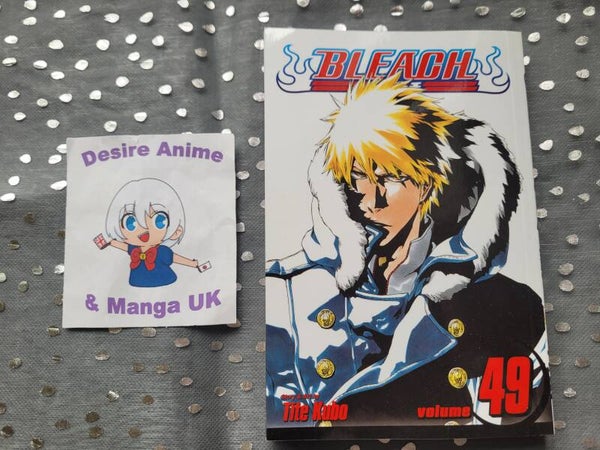 Desire Anime
& Manga UK
BLEACH
Tite Kubo
volume 49